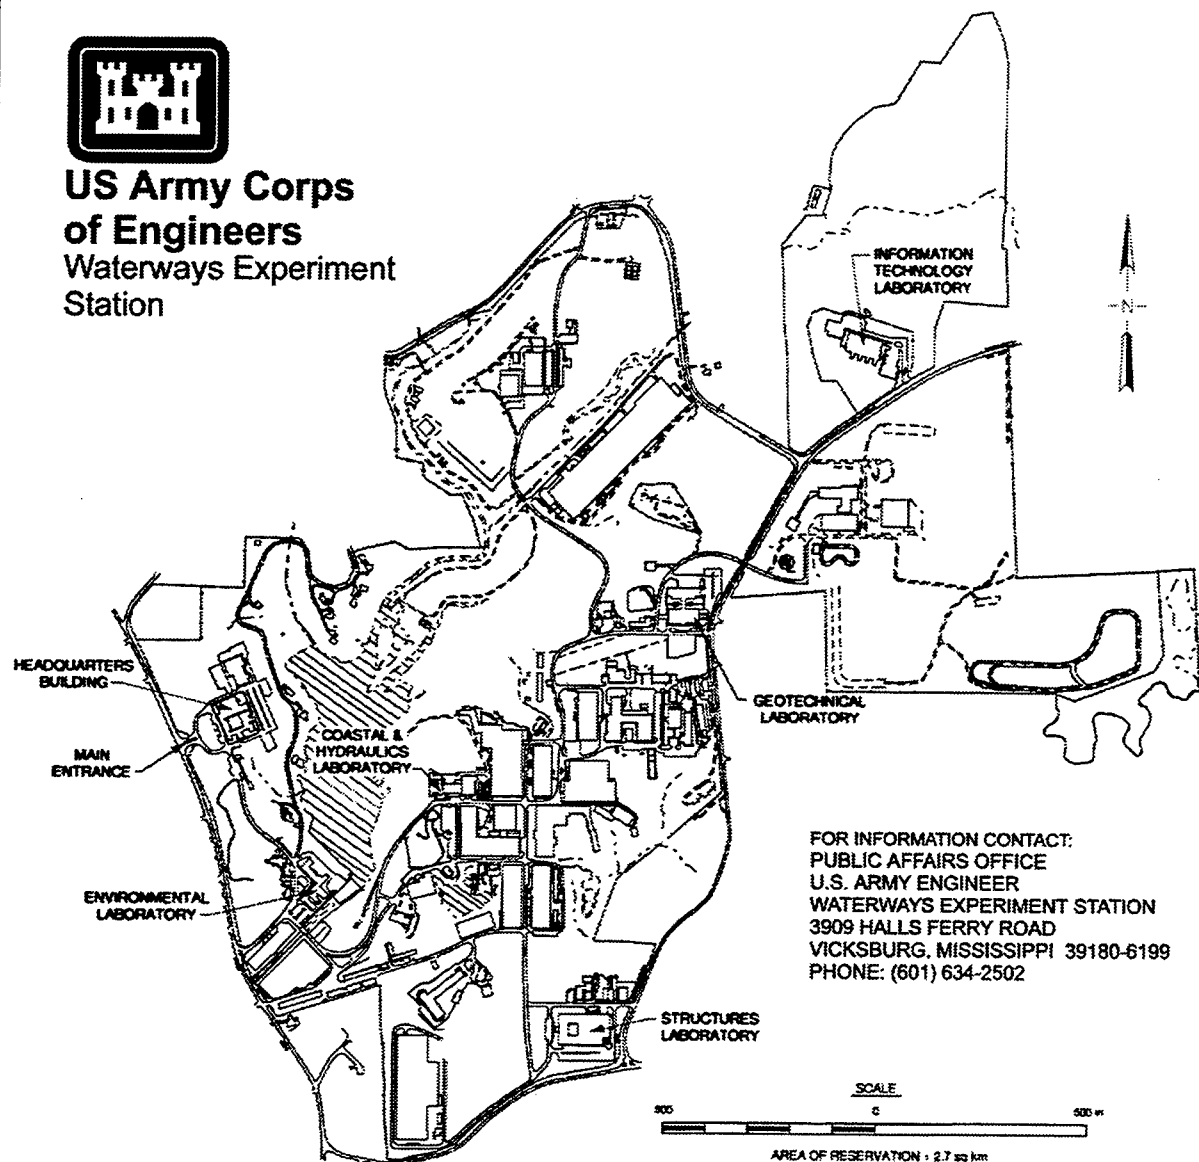 US Army Corps
of Engineers
Waterways Experiment
Station
INFORMATION
TECHNOLOGY
LABORATORY
N
HEADQUARTERS
BUILDING
MAIN
ENTRANCE
COASTAL &
HYDRAULICS
LABORATORY
GEOTECHNICAL
LABORATORY
ENVIRONMENTAL
LABORATORY
STRUCTURES
LABORATORY
FOR INFORMATION CONTACT:
PUBLIC AFFAIRS OFFICE
U.S. ARMY ENGINEER
WATERWAYS EXPERIMENT STATION
3909 HALLS FERRY ROAD
VICKSBURG, MISSISSIPPI 39180-6199
PHONE: (601) 634-2502
SCALE
500 m
AREA OF RESERVATION : 2.7 sq km